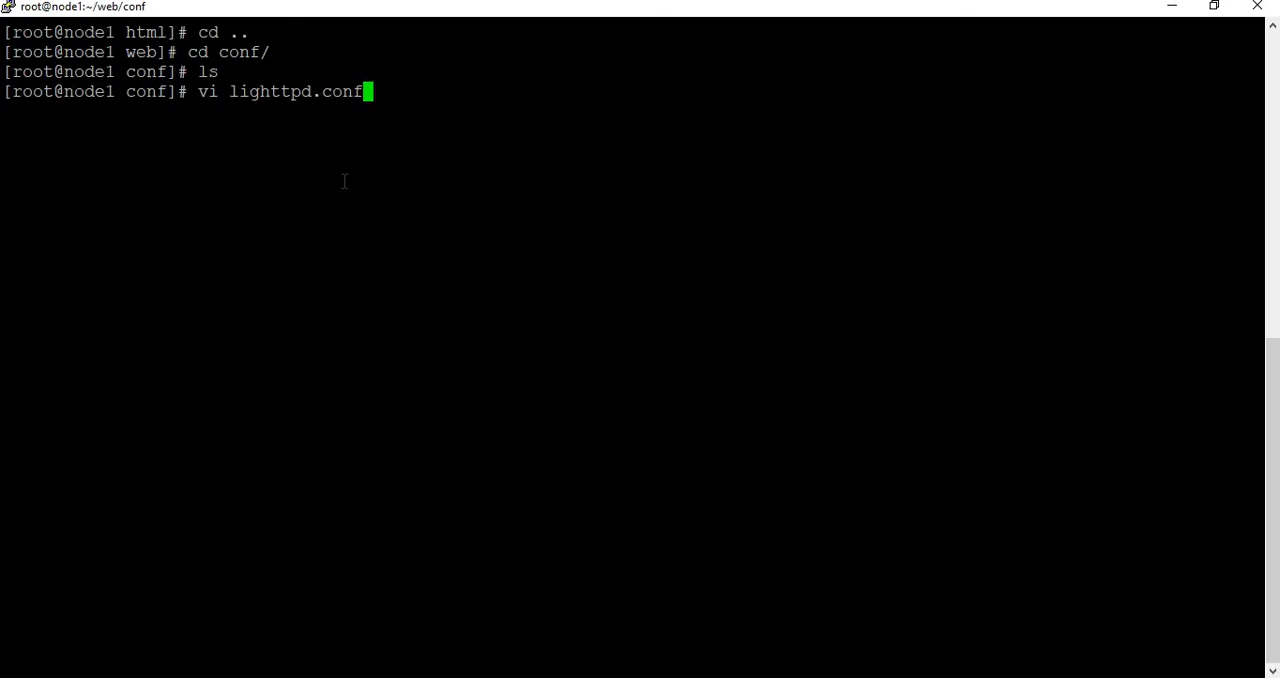 root@node1:~/web/conf
[root@node1 html]# cd ..
[root@node1 web]# cd conf/
[root@node1 conf]# ls
[root@node1 conf]# vi lighttpd.conf